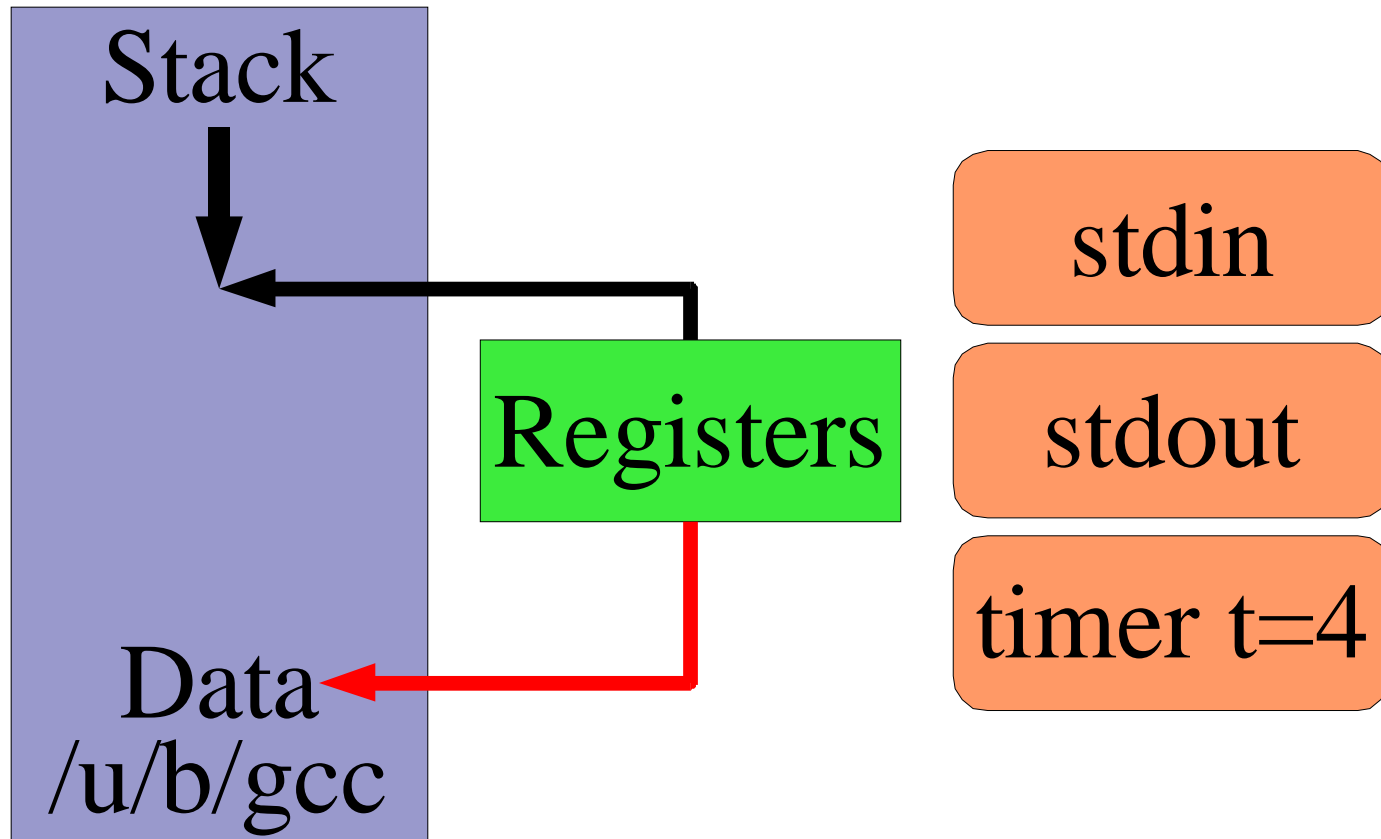 Stack
Registers
Data
/u/b/gcc
stdin
stdout
timer t=4